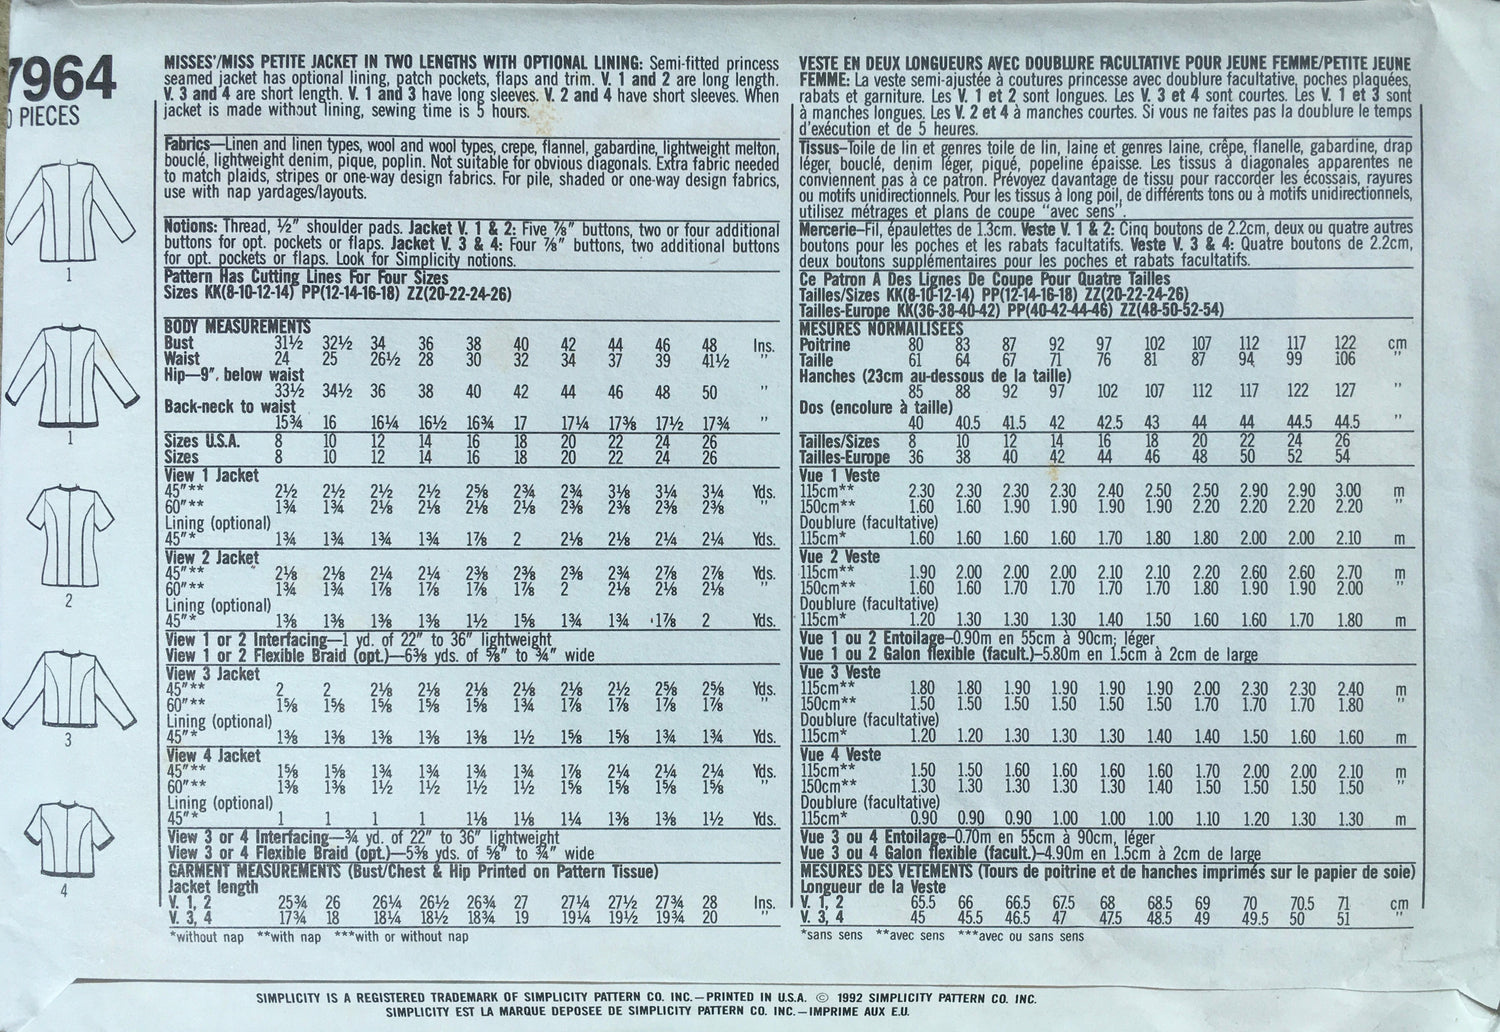 7964
PIECES
1
1
2
3
4
MISSES'/MISS PETITE JACKET IN TWO LENGTHS WITH OPTIONAL LINING: Semi-fitted princess
seamed jacket has optional lining, patch pockets, flaps and trim. V. 1 and 2 are long length.
V. 3 and 4 are short length. V. 1 and 3 have long sleeves. V. 2 and 4 have short sleeves. When
jacket is made without lining, sewing time is 5 hours.
Fabrics—Linen and linen types, wool and wool types, crepe, flannel, gabardine, lightweight melton,
bouclé, lightweight denim, pique, poplin. Not suitable for obvious diagonals. Extra fabric needed
to match plaids, stripes or one-way design fabrics. For pile, shaded or one-way design fabrics,
use with nap yardages/layouts.
Notions: Thread, ½" shoulder pads. Jacket V. 1 & 2: Five ⅞" buttons, two or four additional
buttons for opt. pockets or flaps. Jacket V. 3 & 4: Four ⅞" buttons, two additional buttons
for opt. pockets or flaps. Look for Simplicity notions.
Pattern Has Cutting Lines For Four Sizes
Sizes KK(8-10-12-14) PP(12-14-16-18) ZZ(20-22-24-26)
BODY MEASUREMENTS
Bust 31½ 32½ 34 36 38 40 42 44 46 48 Ins.
Waist 24 25 26½ 28 30 32 34 37 39 41½ "
Hip—9", below waist
33½ 34½ 36 38 40 42 44 46 48 50 "
Back-neck to waist
15¾ 16 16¼ 16½ 16¾ 17 17¼ 17⅜ 17½ 17¾ "
Sizes U.S.A. 8 10 12 14 16 18 20 22 24 26
Sizes 8 10 12 14 16 18 20 22 24 26
View 1 Jacket
45"** 2½ 2½ 2½ 2½ 2⅝ 2¾ 2¾ 3⅛ 3¼ 3¼ Yds.
60"** 1¾ 1¾ 2⅛ 2⅛ 2⅛ 2⅛ 2⅜ 2⅜ 2⅜ 2⅜ "
Lining (optional)
45"* 1¾ 1¾ 1¾ 1¾ 1⅞ 2 2⅛ 2⅛ 2¼ 2¼ Yds.
View 2 Jacket
45"** 2⅛ 2⅛ 2¼ 2¼ 2⅜ 2⅜ 2⅜ 2¾ 2⅞ 2⅞ Yds.
60"** 1¾ 1¾ 1⅞ 1⅞ 1⅞ 1⅞ 2 2⅛ 2⅛ 2⅛ "
Lining (optional)
45"* 1⅜ 1⅜ 1⅜ 1⅜ 1½ 1⅝ 1¾ 1¾ 1⅞ 2 Yds.
View 1 or 2 Interfacing—1 yd. of 22" to 36" lightweight
View 1 or 2 Flexible Braid (opt.)—6⅜ yds. of ⅝" to ¾" wide
View 3 Jacket
45"** 2 2 2⅛ 2⅛ 2⅛ 2⅛ 2⅛ 2½ 2⅝ 2⅝ Yds.
60"** 1⅝ 1⅝ 1⅝ 1⅝ 1⅝ 1¾ 1⅞ 1⅞ 1⅞ 1⅞ "
Lining (optional)
45"* 1⅜ 1⅜ 1⅜ 1⅜ 1⅜ 1½ 1⅝ 1⅝ 1¾ 1¾ Yds.
View 4 Jacket
45"** 1⅝ 1⅝ 1¾ 1¾ 1¾ 1¾ 1⅞ 2¼ 2¼ 2¼ Yds.
60"** 1⅜ 1⅜ 1½ 1½ 1½ 1½ 1⅝ 1⅝ 1⅝ 1⅝ "
Lining (optional)
45"* 1 1 1 1 1⅛ 1⅛ 1¼ 1⅜ 1⅜ 1½ Yds.
View 3 or 4 Interfacing—¾ yd. of 22" to 36" lightweight
View 3 or 4 Flexible Braid (opt.)—5⅜ yds. of ⅝" to ¾" wide
GARMENT MEASUREMENTS (Bust/Chest & Hip Printed on Pattern Tissue)
Jacket length
V. 1, 2 25¾ 26 26¼ 26½ 26¾ 27 27¼ 27½ 27¾ 28 Ins.
V. 3, 4 17¾ 18 18¼ 18½ 18¾ 19 19¼ 19½ 19¾ 20 "
*without nap **with nap ***with or without nap
VESTE EN DEUX LONGUEURS AVEC DOUBLURE FACULTATIVE POUR JEUNE FEMME/PETITE JEUNE
FEMME: La veste semi-ajustée à coutures princesse avec doublure facultative, poches plaquées,
rabats et garniture. Les V. 1 et 2 sont longues. Les V. 3 et 4 sont courtes. Les V. 1 et 3 sont
à manches longues. Les V. 2 et 4 à manches courtes. Si vous ne faites pas la doublure le temps
d'exécution et de 5 heures.
Tissus—Toile de lin et genres toile de lin, laine et genres laine, crêpe, flanelle, gabardine, drap
léger, bouclé, denim léger, piqué, popeline épaisse. Les tissus à diagonales apparentes ne
conviennent pas à ce patron. Prévoyez davantage de tissu pour raccorder les écossais, rayures
ou motifs unidirectionnels. Pour les tissus à long poil, de différents tons ou à motifs unidirectionnels,
utilisez métrages et plans de coupe "avec sens".
Mercerie—Fil, épaulettes de 1.3cm. Veste V. 1 & 2: Cinq boutons de 2.2cm, deux ou quatre autres
boutons pour les poches et les rabats facultatifs. Veste V. 3 & 4: Quatre boutons de 2.2cm,
deux boutons supplémentaires pour les poches et rabats facultatifs.
Ce Patron A Des Lignes De Coupe Pour Quatre Tailles
Tailles/Sizes KK(8-10-12-14) PP(12-14-16-18) ZZ(20-22-24-26)
Tailles-Europe KK(36-38-40-42) PP(40-42-44-46) ZZ(48-50-52-54)
MESURES NORMAILISEES
Poitrine 80 83 87 92 97 102 107 112 117 122 cm
Taille 61 64 67 71 76 81 87 94 99 106 "
Hanches (23cm au-dessous de la taille)
85 88 92 97 102 107 112 117 122 127 "
Dos (encolure à taille)
40 40.5 41.5 42 42.5 43 44 44 44.5 44.5 "
Tailles/Sizes 8 10 12 14 16 18 20 22 24 26
Tailles-Europe 36 38 40 42 44 46 48 50 52 54
Vue 1 Veste
115cm** 2.30 2.30 2.30 2.30 2.40 2.50 2.50 2.90 2.90 3.00 m
150cm** 1.60 1.60 1.90 1.90 1.90 1.90 2.20 2.20 2.20 2.20 "
Doublure (facultative)
115cm* 1.60 1.60 1.60 1.60 1.70 1.80 1.80 2.00 2.00 2.10 m
Vue 2 Veste
115cm** 1.90 2.00 2.00 2.00 2.10 2.10 2.20 2.60 2.60 2.70 m
150cm** 1.60 1.60 1.70 1.70 1.70 1.70 1.80 1.90 1.90 2.00 "
Doublure (facultative)
115cm* 1.20 1.30 1.30 1.30 1.40 1.50 1.60 1.60 1.70 1.80 m
Vue 1 ou 2 Entoilage—0.90m en 55cm à 90cm; léger
Vue 1 ou 2 Galon flexible (facult.)—5.80m en 1.5cm à 2cm de large
Vue 3 Veste
115cm** 1.80 1.80 1.90 1.90 1.90 1.90 2.00 2.30 2.30 2.40 m
150cm** 1.50 1.50 1.50 1.50 1.50 1.50 1.70 1.70 1.70 1.80 "
Doublure (facultative)
115cm* 1.20 1.20 1.30 1.30 1.30 1.40 1.40 1.50 1.60 1.60 m
Vue 4 Veste
115cm** 1.50 1.50 1.60 1.60 1.60 1.60 1.70 2.00 2.00 2.10 m
150cm** 1.30 1.30 1.30 1.30 1.30 1.40 1.50 1.50 1.50 1.50 "
Doublure (facultative)
115cm* 0.90 0.90 0.90 1.00 1.00 1.00 1.10 1.20 1.30 1.30 m
Vue 3 ou 4 Entoilage—0.70m en 55cm à 90cm, léger
Vue 3 ou 4 Galon flexible (facult.)—4.90m en 1.5cm à 2cm de large
MESURES DES VETEMENTS (Tours de poitrine et de hanches imprimés sur le papier de soie)
Longueur de la Veste
V. 1, 2 65.5 66 66.5 67.5 68 68.5 69 70 70.5 71 cm
V. 3, 4 45 45.5 46.5 47 47.5 48.5 49 49.5 50 51 "
*sans sens **avec sens ***avec ou sans sens
SIMPLICITY IS A REGISTERED TRADEMARK OF SIMPLICITY PATTERN CO. INC.—PRINTED IN U.S.A. © 1992 SIMPLICITY PATTERN CO. INC.
SIMPLICITY EST LA MARQUE DEPOSEE DE SIMPLICITY PATTERN CO. INC.—IMPRIME AUX E.U.